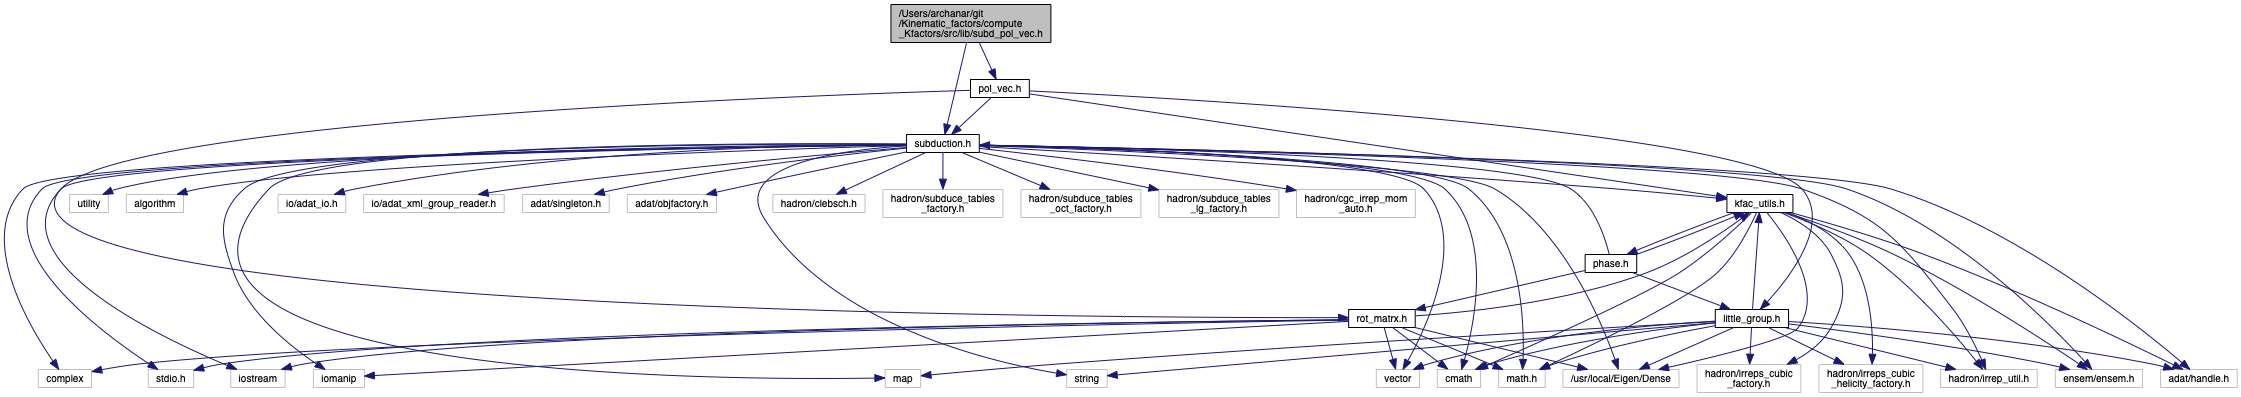 /Users/archanar/git
/Kinematic_factors/compute
_Kfactors/src/lib/subd_pol_vec.h
pol_vec.h
subduction.h
utility
algorithm
io/adat_io.h
io/adat_xml_group_reader.h
adat/singleton.h
adat/objfactory.h
hadron/clebsch.h
hadron/subduce_tables
_factory.h
hadron/subduce_tables
_oct_factory.h
hadron/subduce_tables
_lg_factory.h
hadron/cgc_irrep_mom
_auto.h
kfac_utils.h
phase.h
rot_matrx.h
little_group.h
complex
stdio.h
iostream
iomanip
map
string
vector
cmath
math.h
/usr/local/Eigen/Dense
hadron/irreps_cubic
_factory.h
hadron/irreps_cubic
_helicity_factory.h
hadron/irrep_util.h
ensem/ensem.h
adat/handle.h